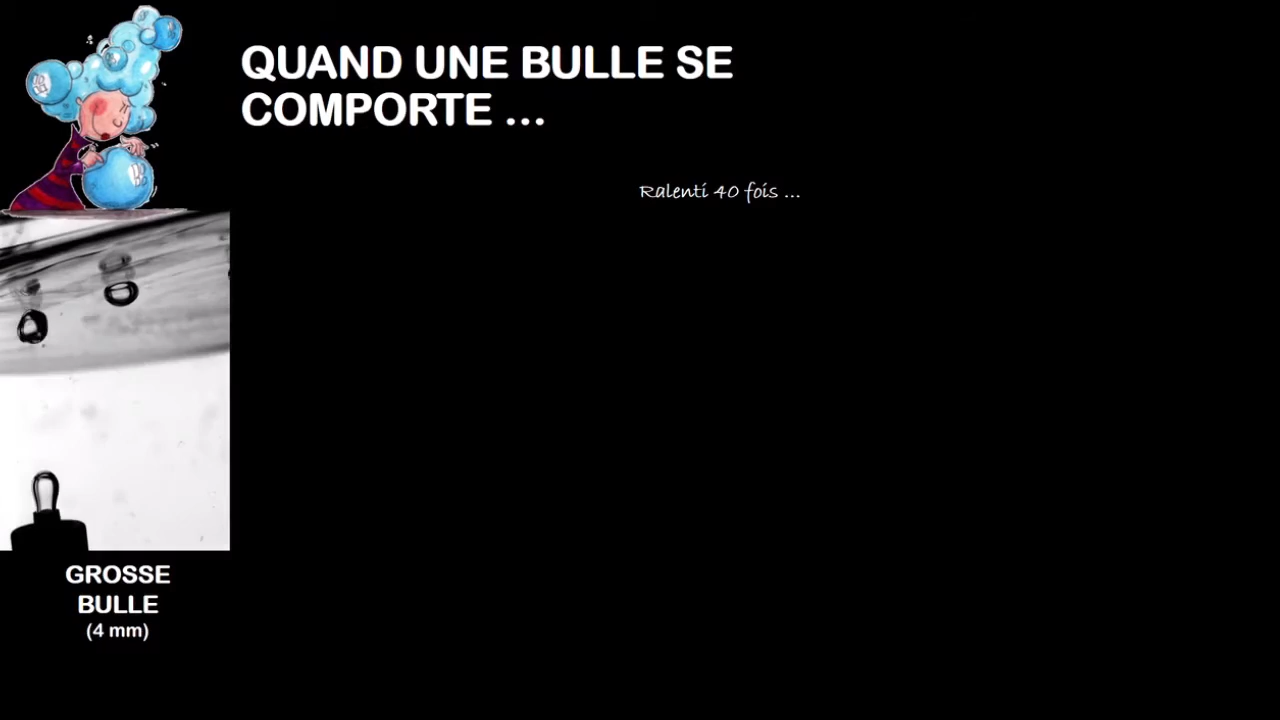 QUAND UNE BULLE SE
COMPORTE ...
Ralenti 40 fois ...
GROSSE
BULLE
(4 mm)